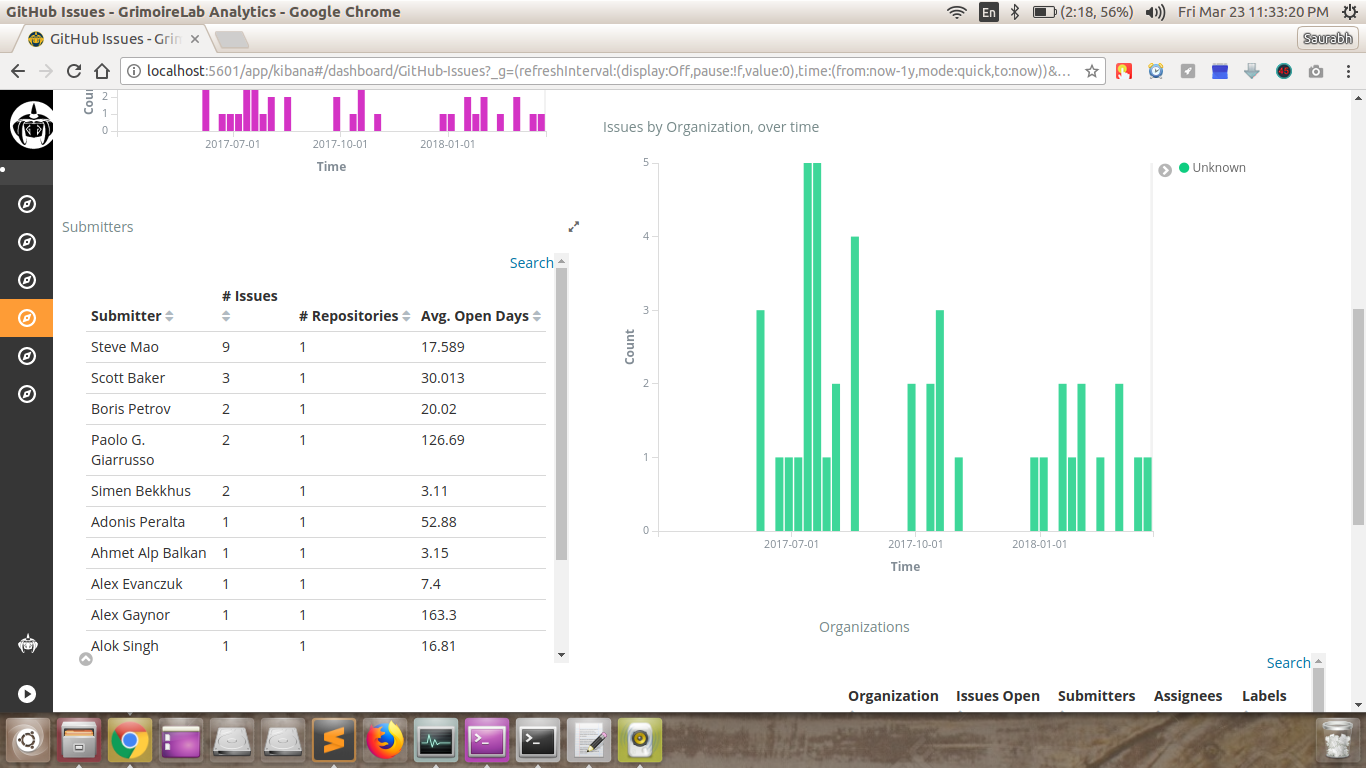 GitHub Issues - GrimoireLab Analytics - Google Chrome
En
(2:18, 56%)
Fri Mar 23 11:33:20 PM
GitHub Issues - Grim
Saurabh
localhost:5601/app/kibana#/dashboard/GitHub-Issues?_g=(refreshInterval:(display:Off,pause:!f,value:0),time:(from:now-1y,mode:quick,to:now))&...
Cou
2
1
0
2017-07-01 2017-10-01 2018-01-01
Time
Submitters
Search
Submitter # Issues # Repositories Avg. Open Days
Steve Mao 9 1 17.589
Scott Baker 3 1 30.013
Boris Petrov 2 1 20.02
Paolo G. Giarrusso 2 1 126.69
Simen Bekkhus 2 1 3.11
Adonis Peralta 1 1 52.88
Ahmet Alp Balkan 1 1 3.15
Alex Evanczuk 1 1 7.4
Alex Gaynor 1 1 163.3
Alok Singh 1 1 16.81
Issues by Organization, over time
Unknown
Count
5
4
3
2
1
0
2017-07-01 2017-10-01 2018-01-01
Time
Organizations
Search
Organization Issues Open Submitters Assignees Labels